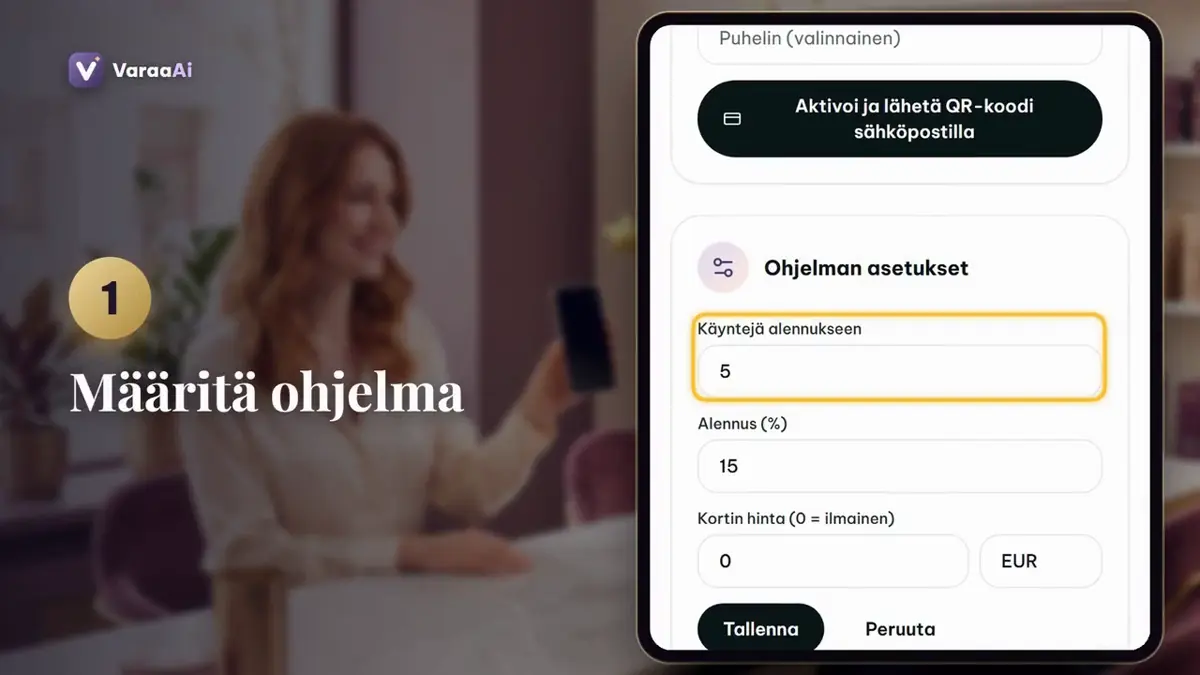 VaraaAi
1
Määritä ohjelma
Puhelin (valinnainen)
Aktivoi ja lähetä QR-koodi
sähköpostilla
Ohjelman asetukset
Käyntejä alennukseen
5
Alennus (%)
15
Kortin hinta (0 = ilmainen)
0
EUR
Tallenna
Peruuta